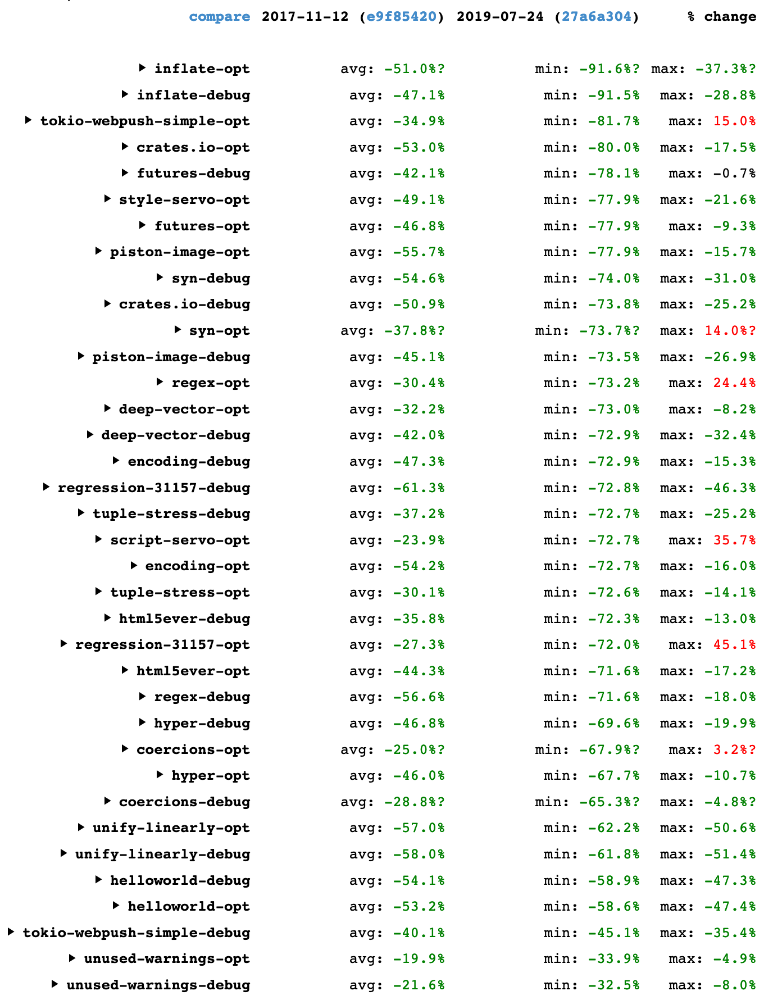 compare 2017-11-12 (e9f85420) 2019-07-24 (27a6a304) % change
▶ inflate-opt avg: -51.0%? min: -91.6%? max: -37.3%?
▶ inflate-debug avg: -47.1% min: -91.5% max: -28.8%
▶ tokio-webpush-simple-opt avg: -34.9% min: -81.7% max: 15.0%
▶ crates.io-opt avg: -53.0% min: -80.0% max: -17.5%
▶ futures-debug avg: -42.1% min: -78.1% max: -0.7%
▶ style-servo-opt avg: -49.1% min: -77.9% max: -21.6%
▶ futures-opt avg: -46.8% min: -77.9% max: -9.3%
▶ piston-image-opt avg: -55.7% min: -77.9% max: -15.7%
▶ syn-debug avg: -54.6% min: -74.0% max: -31.0%
▶ crates.io-debug avg: -50.9% min: -73.8% max: -25.2%
▶ syn-opt avg: -37.8%? min: -73.7%? max: 14.0%?
▶ piston-image-debug avg: -45.1% min: -73.5% max: -26.9%
▶ regex-opt avg: -30.4% min: -73.2% max: 24.4%
▶ deep-vector-opt avg: -32.2% min: -73.0% max: -8.2%
▶ deep-vector-debug avg: -42.0% min: -72.9% max: -32.4%
▶ encoding-debug avg: -47.3% min: -72.9% max: -15.3%
▶ regression-31157-debug avg: -61.3% min: -72.8% max: -46.3%
▶ tuple-stress-debug avg: -37.2% min: -72.7% max: -25.2%
▶ script-servo-opt avg: -23.9% min: -72.7% max: 35.7%
▶ encoding-opt avg: -54.2% min: -72.7% max: -16.0%
▶ tuple-stress-opt avg: -30.1% min: -72.6% max: -14.1%
▶ html5ever-debug avg: -35.8% min: -72.3% max: -13.0%
▶ regression-31157-opt avg: -27.3% min: -72.0% max: 45.1%
▶ html5ever-opt avg: -44.3% min: -71.6% max: -17.2%
▶ regex-debug avg: -56.6% min: -71.6% max: -18.0%
▶ hyper-debug avg: -46.8% min: -69.6% max: -19.9%
▶ coercions-opt avg: -25.0%? min: -67.9%? max: 3.2%?
▶ hyper-opt avg: -46.0% min: -67.7% max: -10.7%
▶ coercions-debug avg: -28.8%? min: -65.3%? max: -4.8%?
▶ unify-linearly-opt avg: -57.0% min: -62.2% max: -50.6%
▶ unify-linearly-debug avg: -58.0% min: -61.8% max: -51.4%
▶ helloworld-debug avg: -54.1% min: -58.9% max: -47.3%
▶ helloworld-opt avg: -53.2% min: -58.6% max: -47.4%
▶ tokio-webpush-simple-debug avg: -40.1% min: -45.1% max: -35.4%
▶ unused-warnings-opt avg: -19.9% min: -33.9% max: -4.9%
▶ unused-warnings-debug avg: -21.6% min: -32.5% max: -8.0%